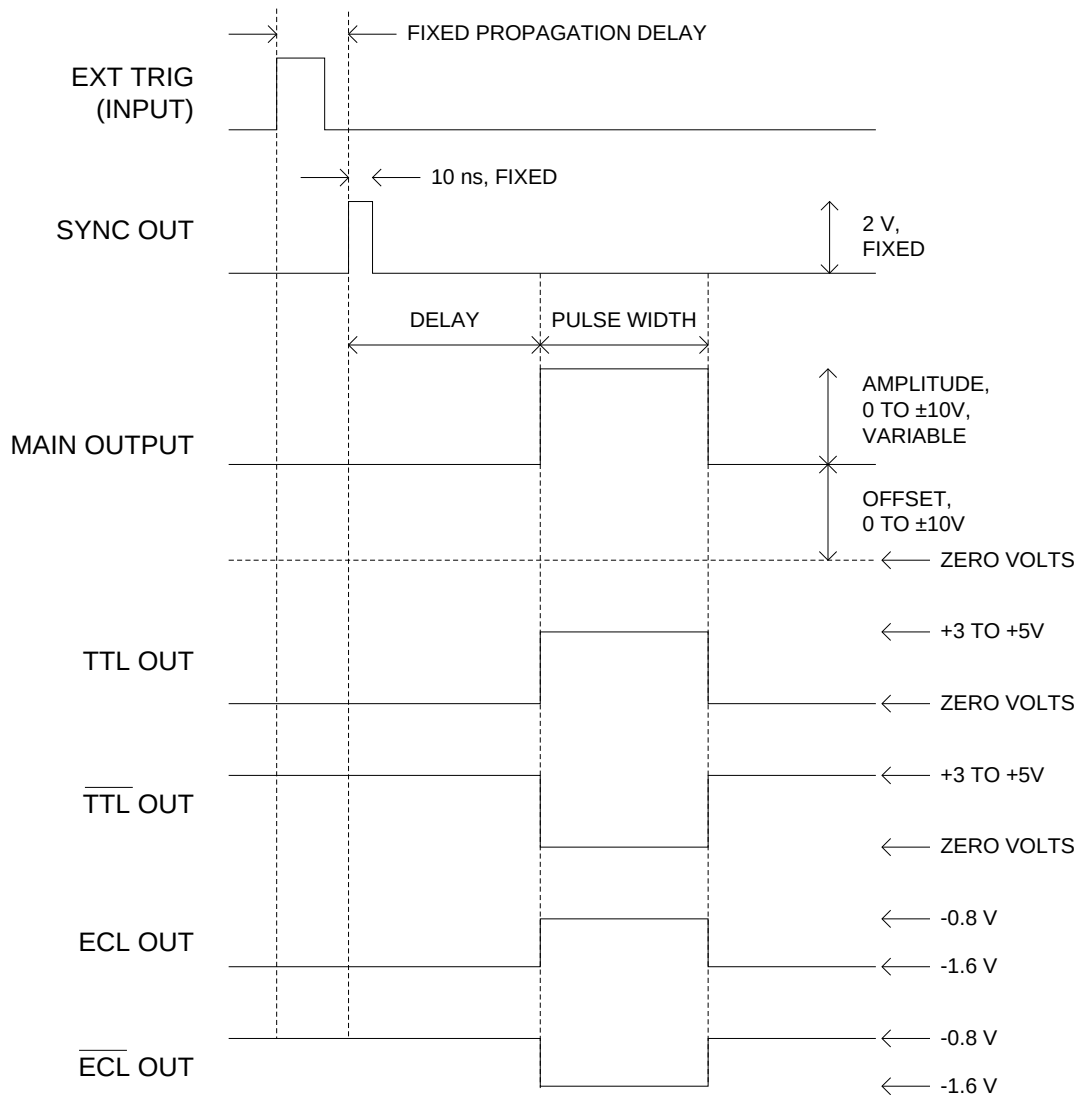 FIXED PROPAGATION DELAY
EXT TRIG
(INPUT)
10 ns, FIXED
SYNC OUT
2 V,
FIXED
DELAY
PULSE WIDTH
AMPLITUDE,
0 TO ±10V,
VARIABLE
MAIN OUTPUT
OFFSET,
0 TO ±10V
ZERO VOLTS
+3 TO +5V
TTL OUT
ZERO VOLTS
+3 TO +5V
T̅T̅L̅ OUT
ZERO VOLTS
-0.8 V
ECL OUT
-1.6 V
-0.8 V
E̅C̅L̅ OUT
-1.6 V